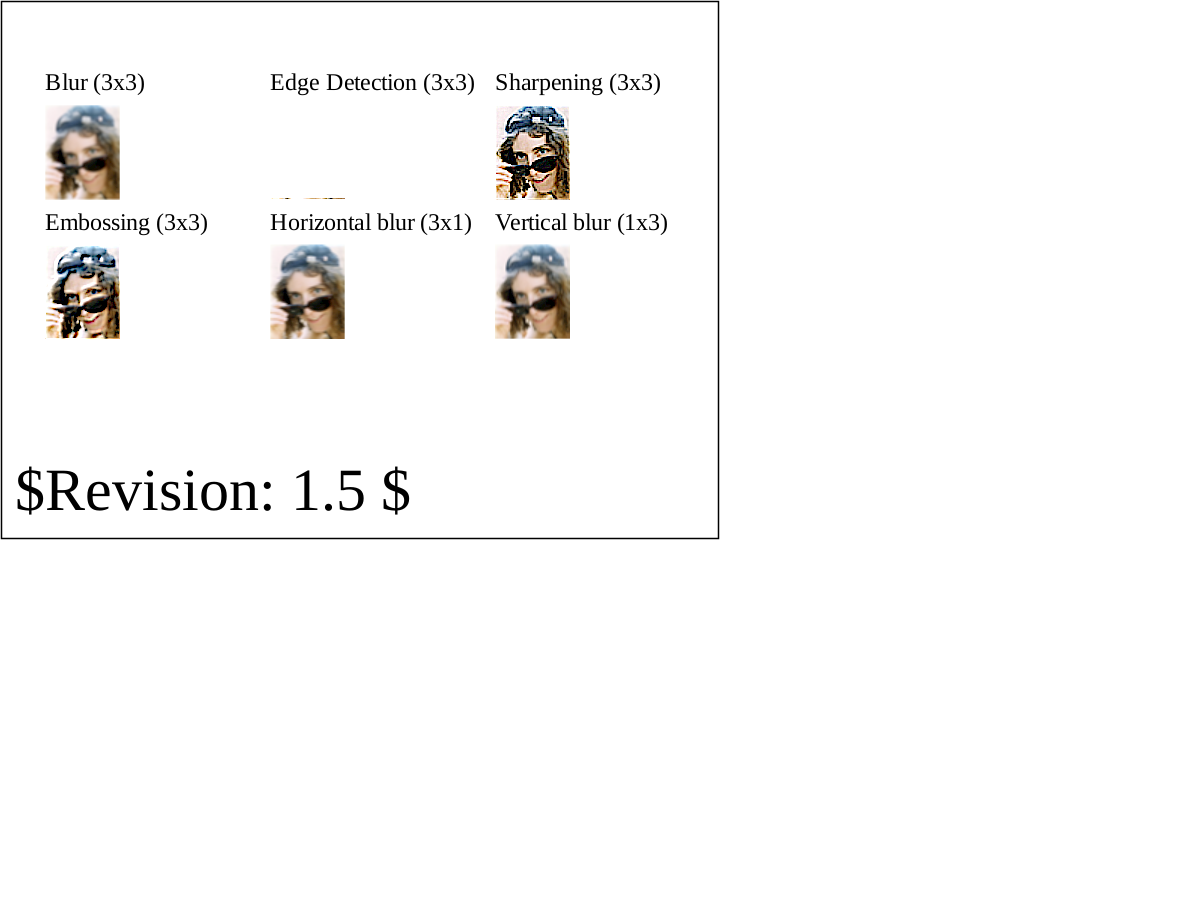 Blur (3x3)
Edge Detection (3x3)
Sharpening (3x3)
Embossing (3x3)
Horizontal blur (3x1)
Vertical blur (1x3)
$Revision: 1.5 $